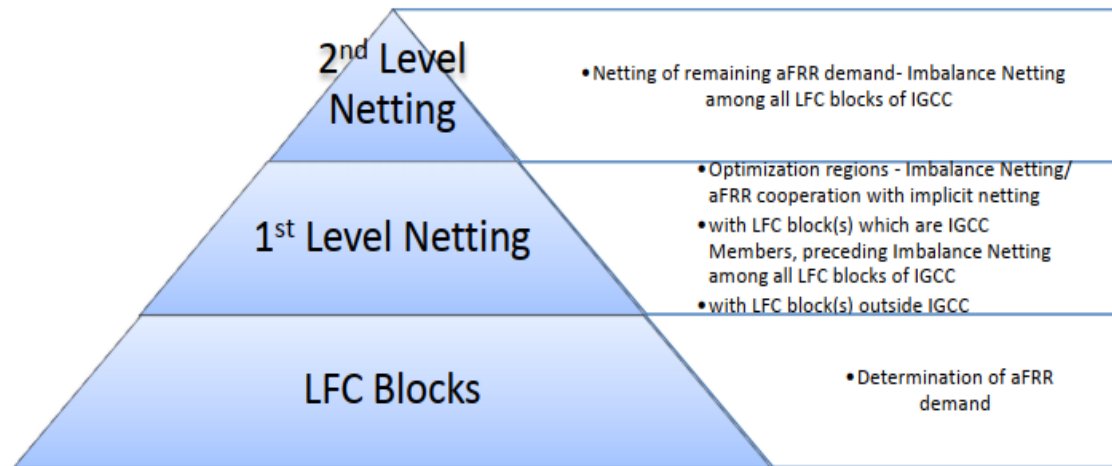 2nd Level
Netting
•Netting of remaining aFRR demand- Imbalance Netting
among all LFC blocks of IGCC
1st Level Netting
•Optimization regions - Imbalance Netting/
aFRR cooperation with implicit netting
•with LFC block(s) which are IGCC
Members, preceding Imbalance Netting
among all LFC blocks of IGCC
•with LFC block(s) outside IGCC
LFC Blocks
•Determination of aFRR
demand